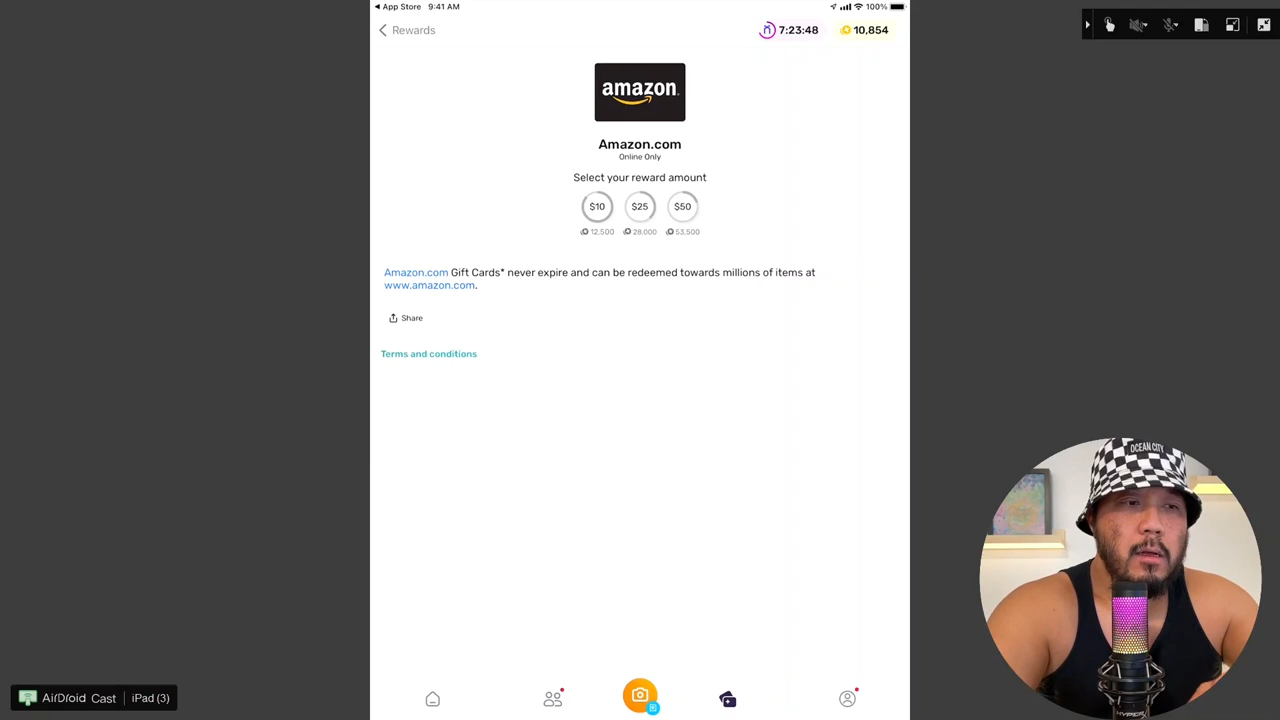 ◀ App Store 9:41 AM 100%
Rewards 7:23:48 10,854
amazon
Amazon.com
Online Only
Select your reward amount
$10 $25 $50
12,500 28,000 53,500
Amazon.com Gift Cards* never expire and can be redeemed towards millions of items at
www.amazon.com.
Share
Terms and conditions
OCEAN CITY
AirDroid Cast | iPad (3)
HYPERX